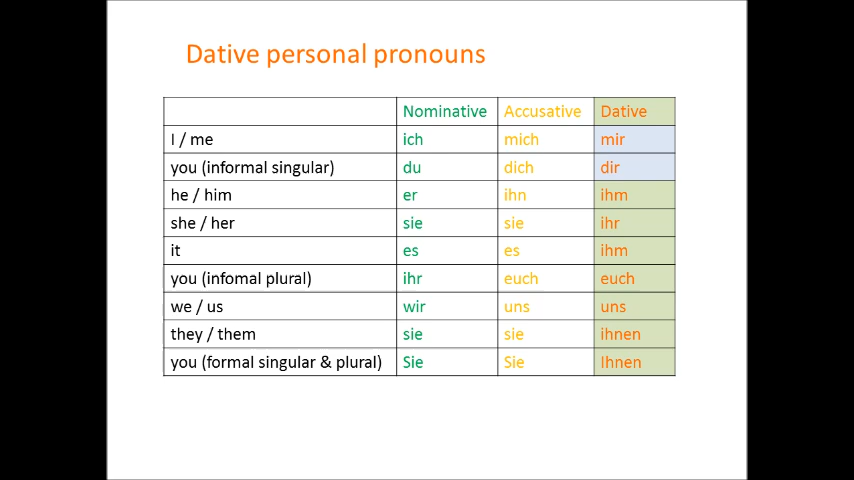 Dative personal pronouns
Nominative Accusative Dative
I / me ich mich mir
you (informal singular) du dich dir
he / him er ihn ihm
she / her sie sie ihr
it es es ihm
you (infomal plural) ihr euch euch
we / us wir uns uns
they / them sie sie ihnen
you (formal singular & plural) Sie Sie Ihnen